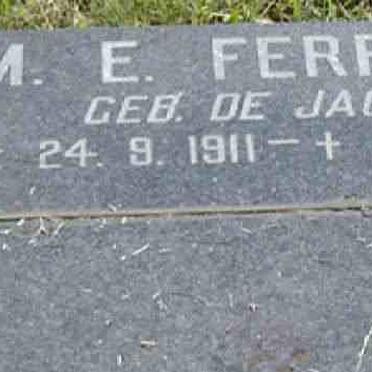 M. E. FERR
GEB. DE JAG
24. 9. 1911 — +